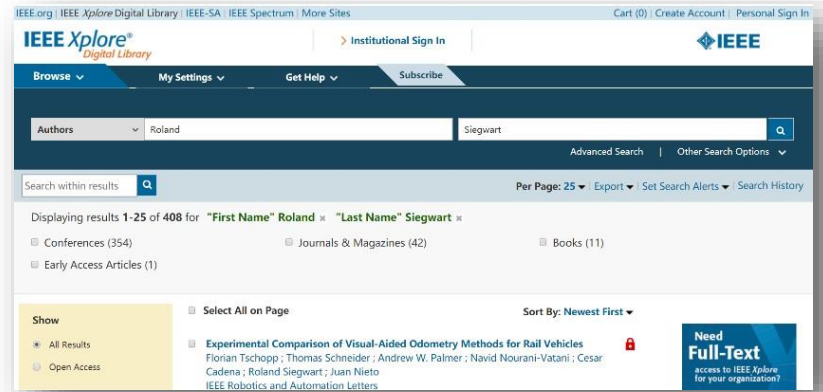 IEEE.org | IEEE Xplore Digital Library | IEEE-SA | IEEE Spectrum | More Sites
Cart (0) | Create Account | Personal Sign In
IEEE Xplore®
Digital Library
> Institutional Sign In
IEEE
Browse
My Settings
Get Help
Subscribe
Authors
Roland
Siegwart
Advanced Search | Other Search Options
Search within results
Per Page: 25 | Export | Set Search Alerts | Search History
Displaying results 1-25 of 408 for "First Name" Roland × "Last Name" Siegwart ×
Conferences (354)
Journals & Magazines (42)
Books (11)
Early Access Articles (1)
Show
All Results
Open Access
Select All on Page
Sort By: Newest First
Experimental Comparison of Visual-Aided Odometry Methods for Rail Vehicles
Florian Tschopp ; Thomas Schneider ; Andrew W. Palmer ; Navid Nourani-Vatani ; Cesar
Cadena ; Roland Siegwart ; Juan Nieto
IEEE Robotics and Automation Letters
Need
Full-Text
access to IEEE Xplore
for your organization?